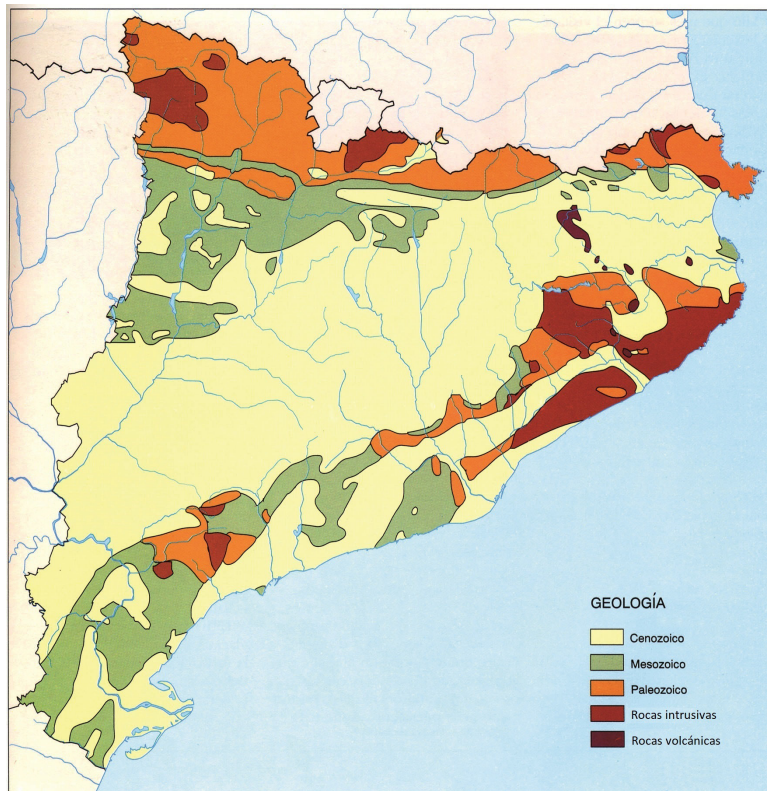 GEOLOGÍA
Cenozoico
Mesozoico
Paleozoico
Rocas intrusivas
Rocas volcánicas